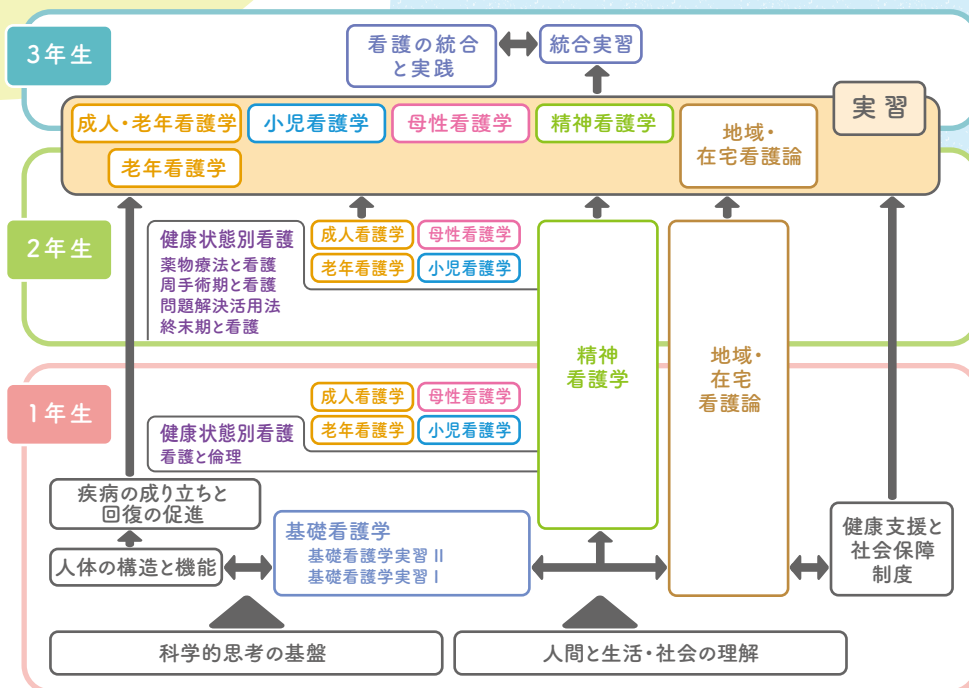 3年生
看護の統合
と実践
統合実習
実習
成人・老年看護学
小児看護学
母性看護学
精神看護学
地域・
在宅看護論
老年看護学
2年生
健康状態別看護
薬物療法と看護
周手術期と看護
問題解決活用法
終末期と看護
成人看護学
母性看護学
老年看護学
小児看護学
精神
看護学
地域・
在宅
看護論
1年生
成人看護学
母性看護学
健康状態別看護
看護と倫理
老年看護学
小児看護学
疾病の成り立ちと
回復の促進
人体の構造と機能
基礎看護学
基礎看護学実習 II
基礎看護学実習 I
健康支援と
社会保障
制度
科学的思考の基盤
人間と生活・社会の理解